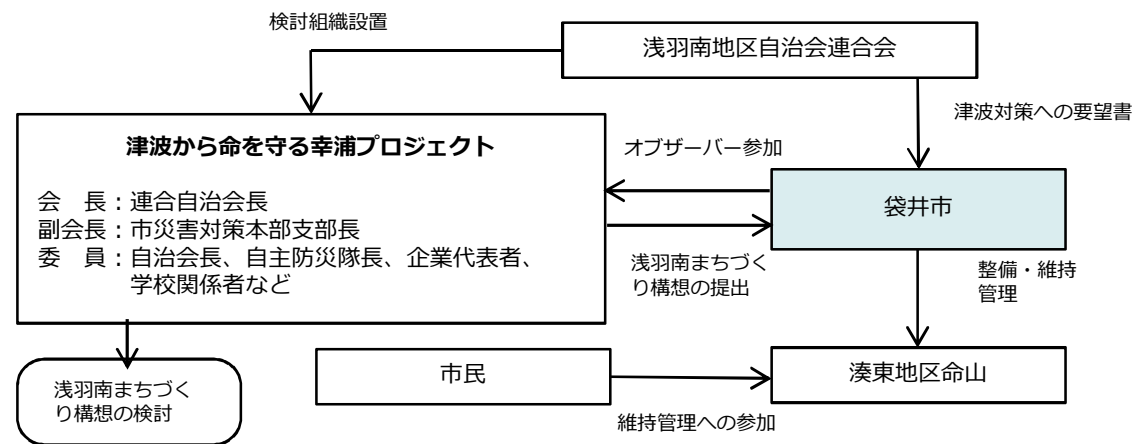 検討組織設置
浅羽南地区自治会連合会
津波対策への要望書
津波から命を守る幸浦プロジェクト
会　長：連合自治会長
副会長：市災害対策本部支部長
委　員：自治会長、自主防災隊長、企業代表者、
学校関係者など
オブザーバー参加
袋井市
浅羽南まちづく
り構想の提出
整備・維持
管理
浅羽南まちづく
り構想の検討
市民
湊東地区命山
維持管理への参加